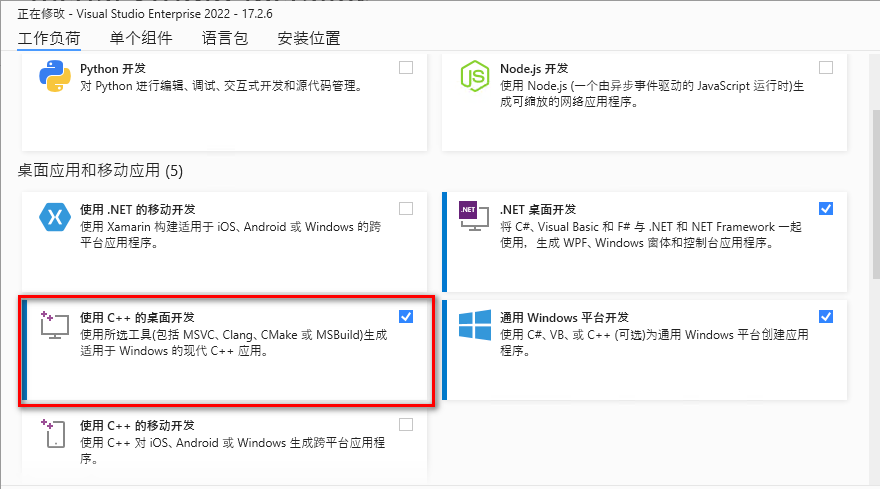 正在修改 - Visual Studio Enterprise 2022 - 17.2.6
工作负荷 单个组件 语言包 安装位置
Python 开发
对 Python 进行编辑、调试、交互式开发和源代码管理。
Node.js 开发
使用 Node.js (一个由异步事件驱动的 JavaScript 运行时)生
成可缩放的网络应用程序。
桌面应用和移动应用 (5)
使用 .NET 的移动开发
使用 Xamarin 构建适用于 iOS、Android 或 Windows 的跨
平台应用程序。
.NET
.NET 桌面开发
将 C#、Visual Basic 和 F# 与 .NET 和 NET Framework 一起
使用，生成 WPF、Windows 窗体和控制台应用程序。
使用 C++ 的桌面开发
使用所选工具(包括 MSVC、Clang、CMake 或 MSBuild)生成
适用于 Windows 的现代 C++ 应用。
通用 Windows 平台开发
使用 C#、VB、或 C++ (可选)为通用 Windows 平台创建应用
程序。
使用 C++ 的移动开发
使用 C++ 对 iOS、Android 或 Windows 生成跨平台应用程
序。